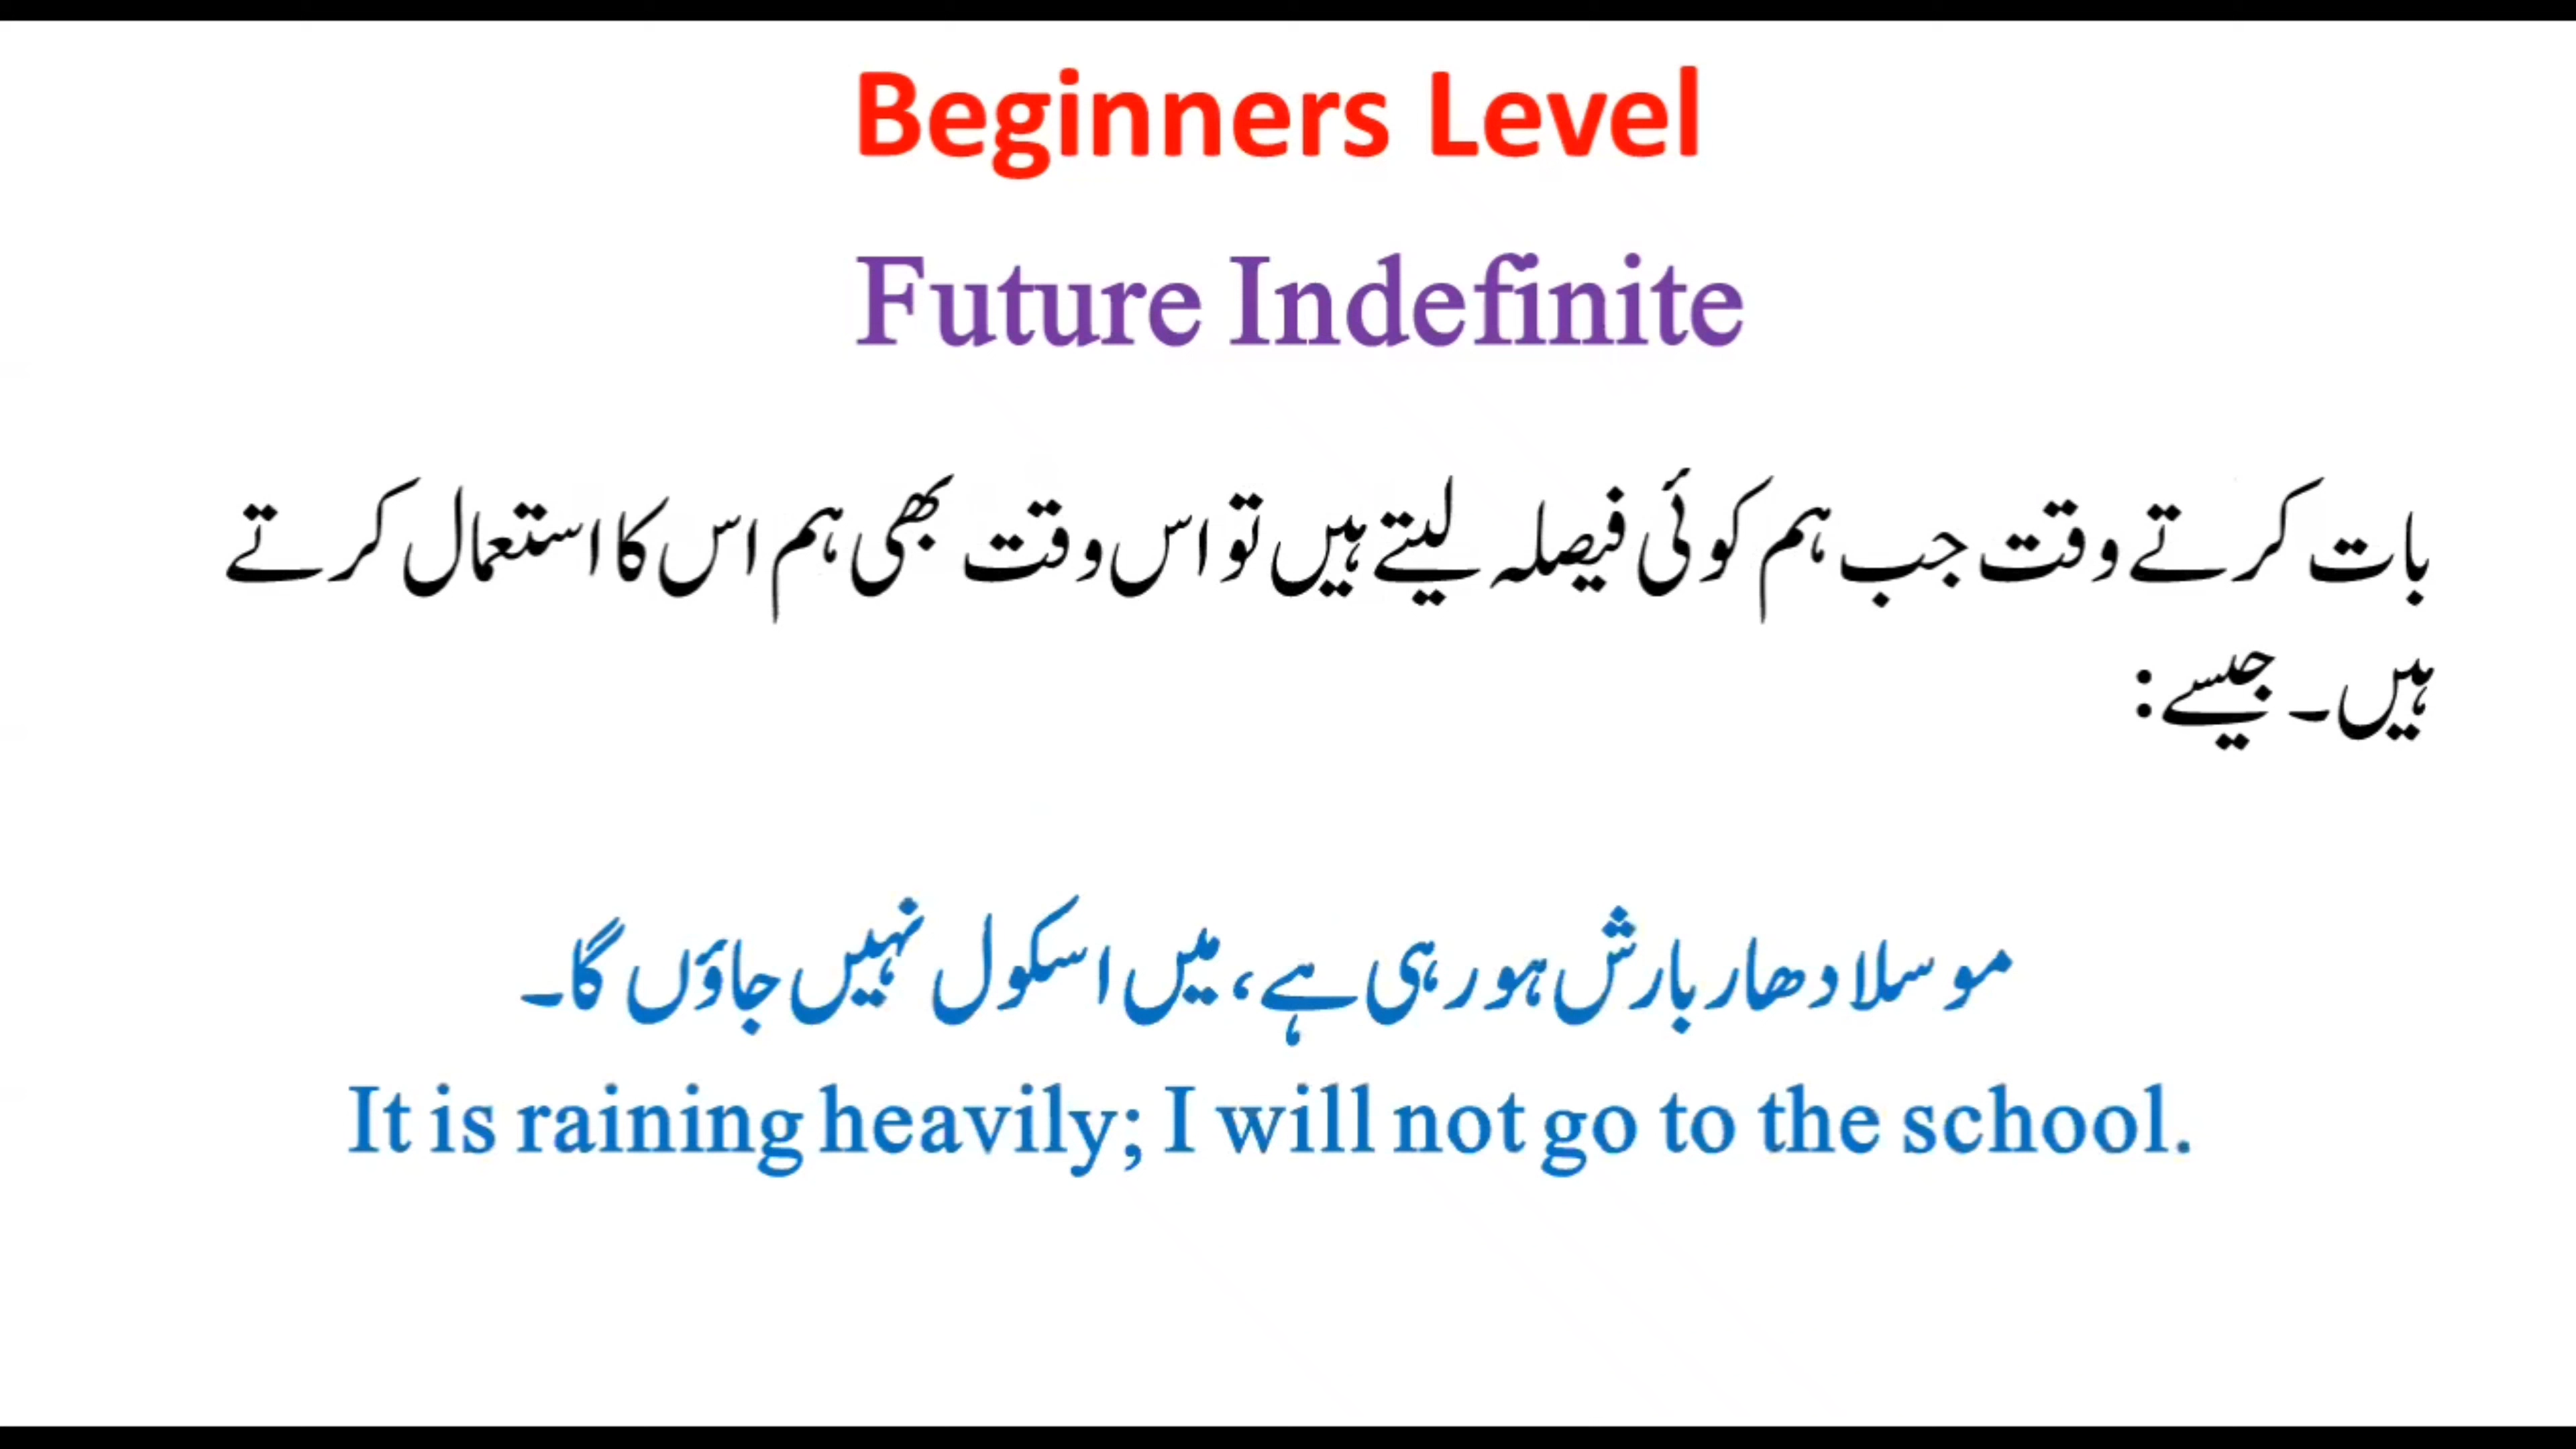 Beginners Level
Future Indefinite
بات کرتے وقت جب ہم کوئی فیصلہ لیتے ہیں تو اس وقت بھی ہم اس کا استعمال کرتے
ہیں۔ جیسے:
موسلا دھار بارش ہو رہی ہے، میں اسکول نہیں جاؤں گا۔
It is raining heavily; I will not go to the school.